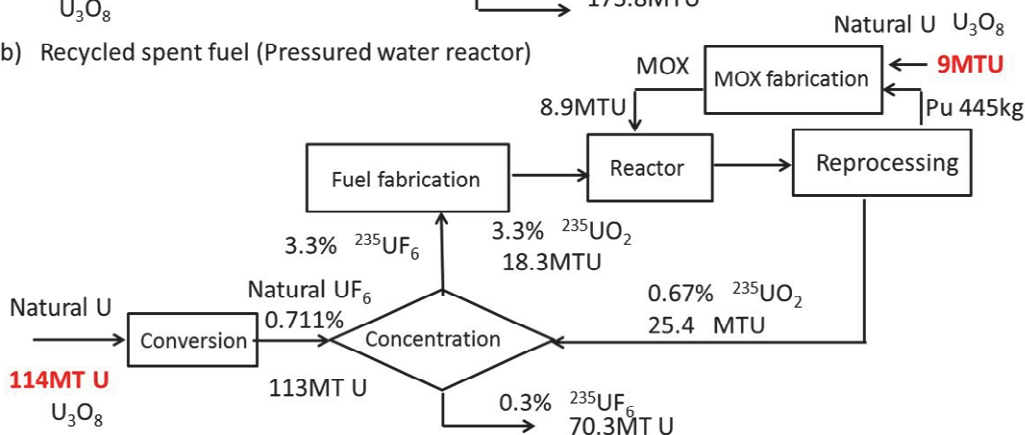 U₃O₈
175.8MTU
b) Recycled spent fuel (Pressured water reactor)
Natural U U₃O₈
MOX
MOX fabrication
9MTU
8.9MTU
Pu 445kg
Fuel fabrication
Reactor
Reprocessing
3.3% ²³⁵UF₆
3.3% ²³⁵UO₂
18.3MTU
Natural U
Natural UF₆
0.711%
0.67% ²³⁵UO₂
25.4 MTU
Conversion
Concentration
114MT U
U₃O₈
113MT U
0.3% ²³⁵UF₆
70.3MT U